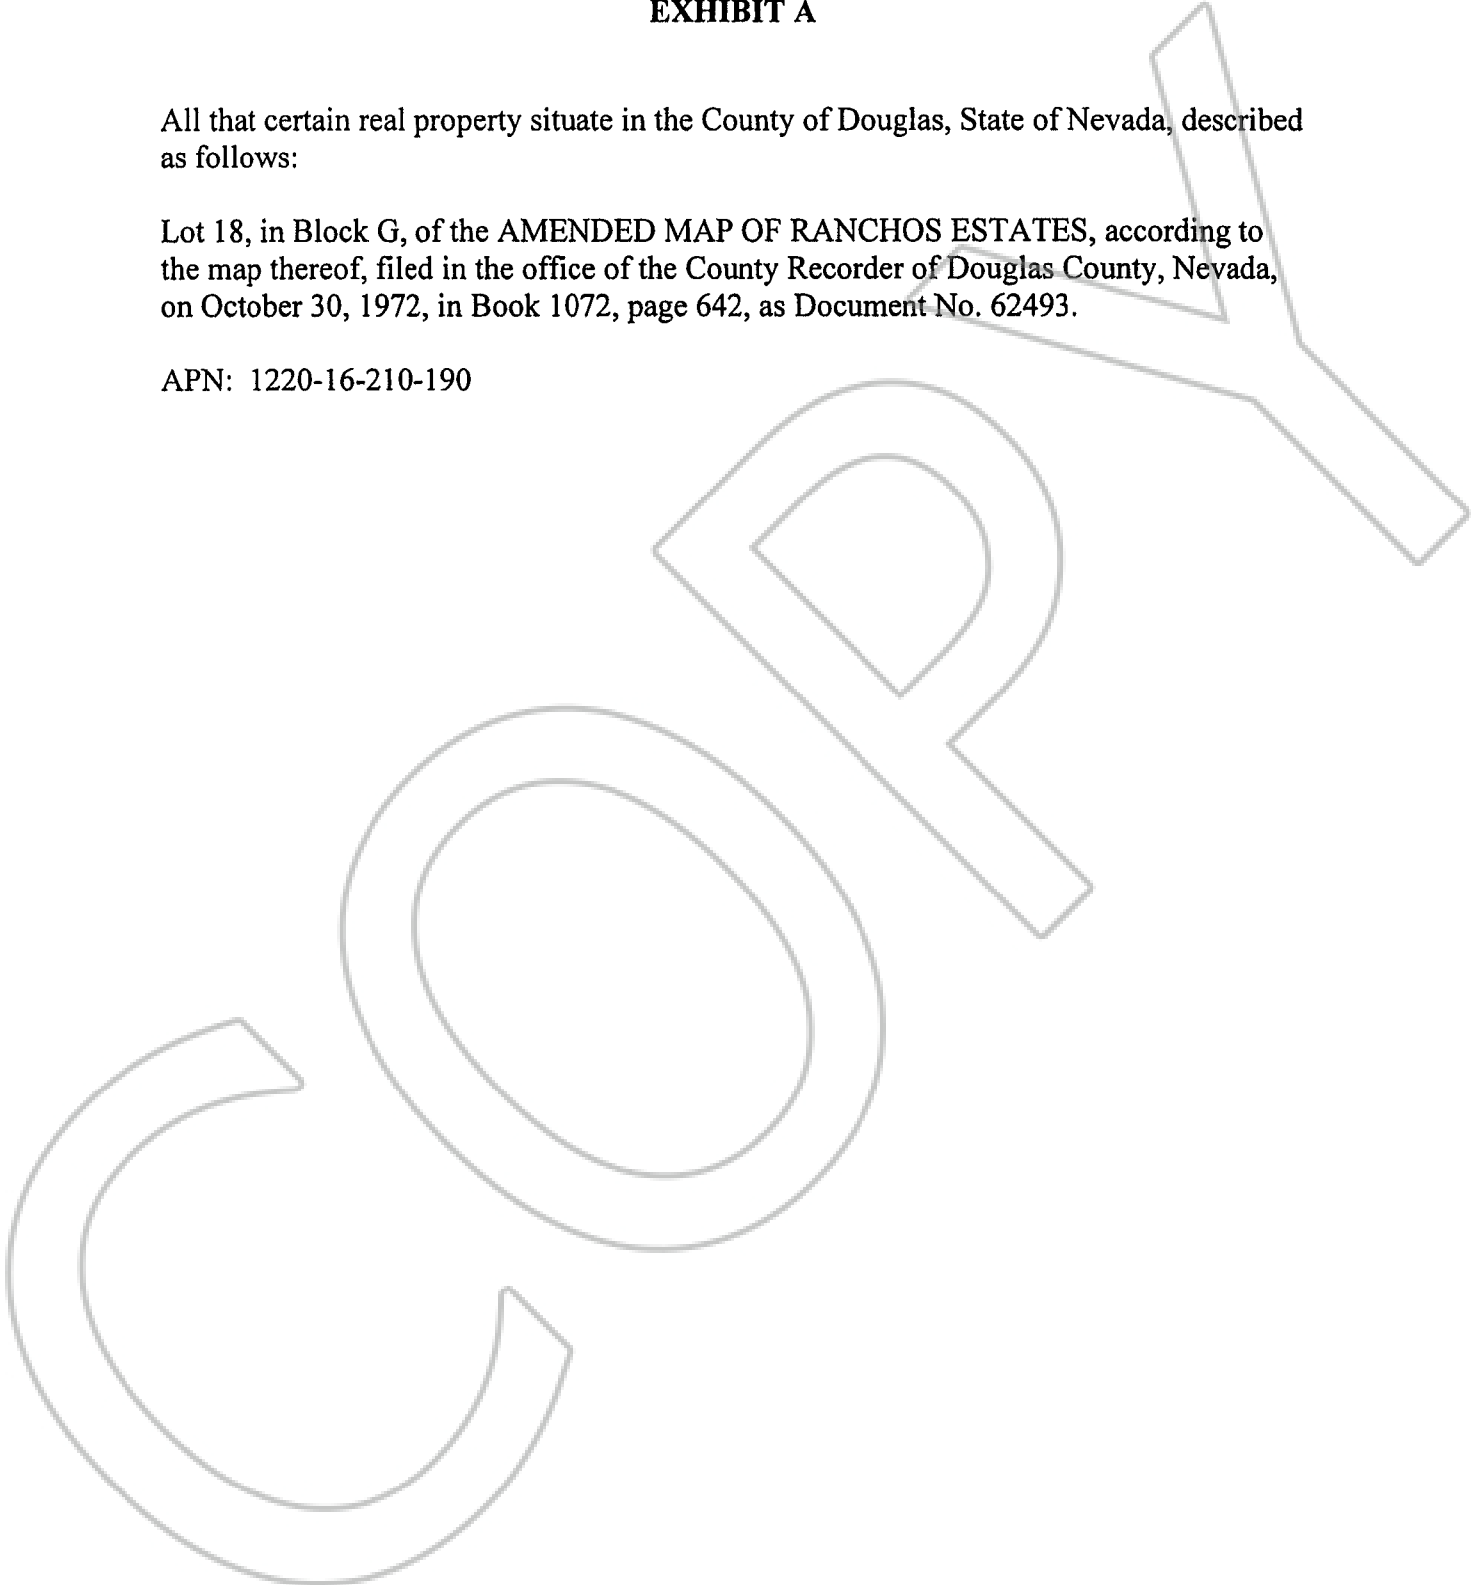 EXHIBIT A
All that certain real property situate in the County of Douglas, State of Nevada, described
as follows:
Lot 18, in Block G, of the AMENDED MAP OF RANCHOS ESTATES, according to
the map thereof, filed in the office of the County Recorder of Douglas County, Nevada,
on October 30, 1972, in Book 1072, page 642, as Document No. 62493.
APN:  1220-16-210-190
COPY